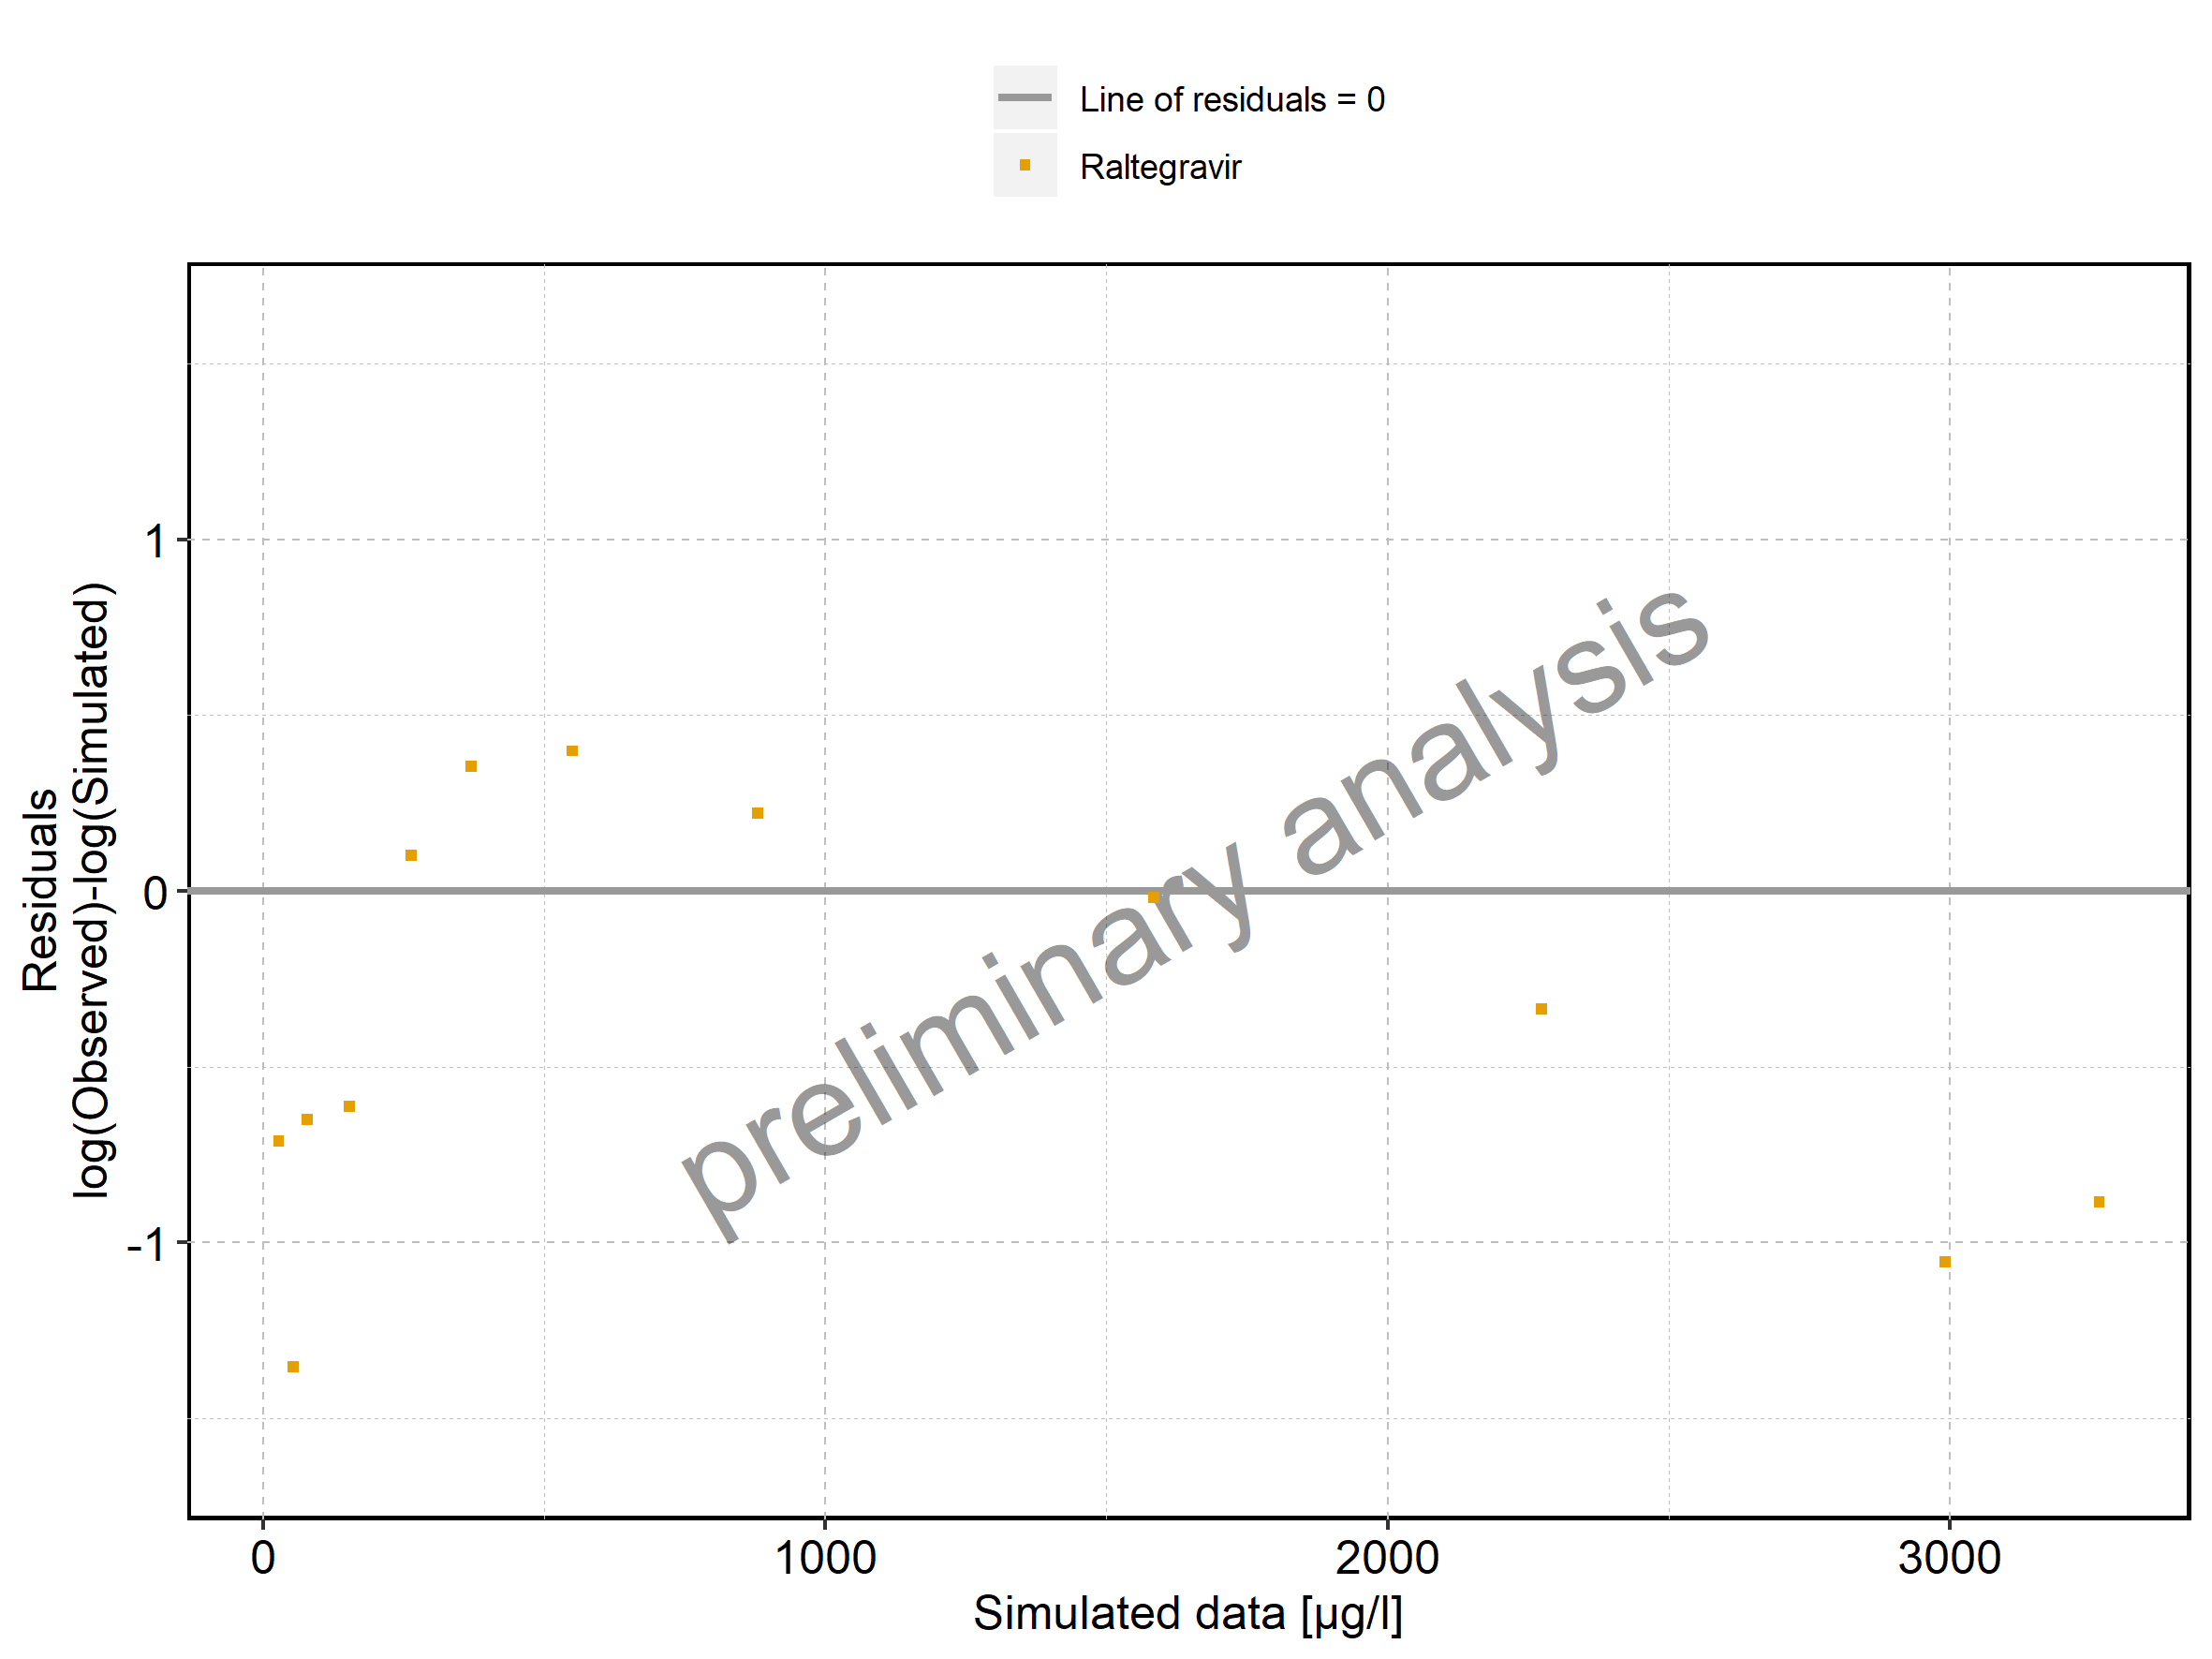 Line of residuals = 0
Raltegravir
Residuals
log(Observed)-log(Simulated)
1
0
-1
preliminary analysis
0 1000 2000 3000
Simulated data [µg/l]